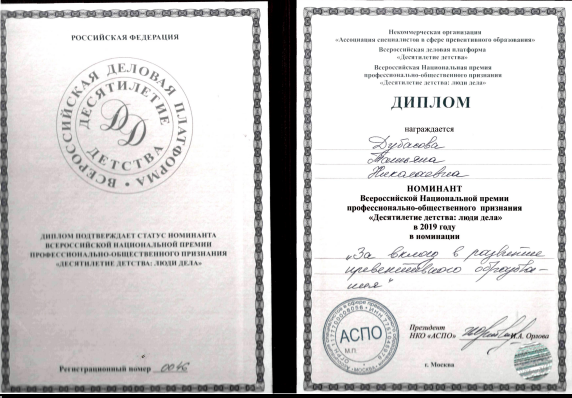 РОССИЙСКАЯ ФЕДЕРАЦИЯ
ВСЕРОССИЙСКАЯ ДЕЛОВАЯ ПЛАТФОРМА
ДЕСЯТИЛЕТИЕ
ДД
ДЕТСТВА
ДИПЛОМ ПОДТВЕРЖДАЕТ СТАТУС НОМИНАНТА
ВСЕРОССИЙСКОЙ НАЦИОНАЛЬНОЙ ПРЕМИИ
ПРОФЕССИОНАЛЬНО-ОБЩЕСТВЕННОГО ПРИЗНАНИЯ
«ДЕСЯТИЛЕТИЕ ДЕТСТВА: ЛЮДИ ДЕЛА»
Регистрационный номер 0046
Некоммерческая организация
«Ассоциация специалистов в сфере превентивного образования»
Всероссийская деловая платформа
«Десятилетие детства»
Всероссийская Национальная премия
профессионально-общественного признания
«Десятилетие детства: люди дела»
ДИПЛОМ
награждается
Дубасова
Татьяна
Николаевна
НОМИНАНТ
Всероссийской Национальной премии
профессионально-общественного признания
«Десятилетие детства: люди дела»
в 2019 году
в номинации
„За вклад в развитие
превентивного образова-
ния"
АСПО
М.П.
Президент
НКО «АСПО»
И.А. Орлова
г. Москва